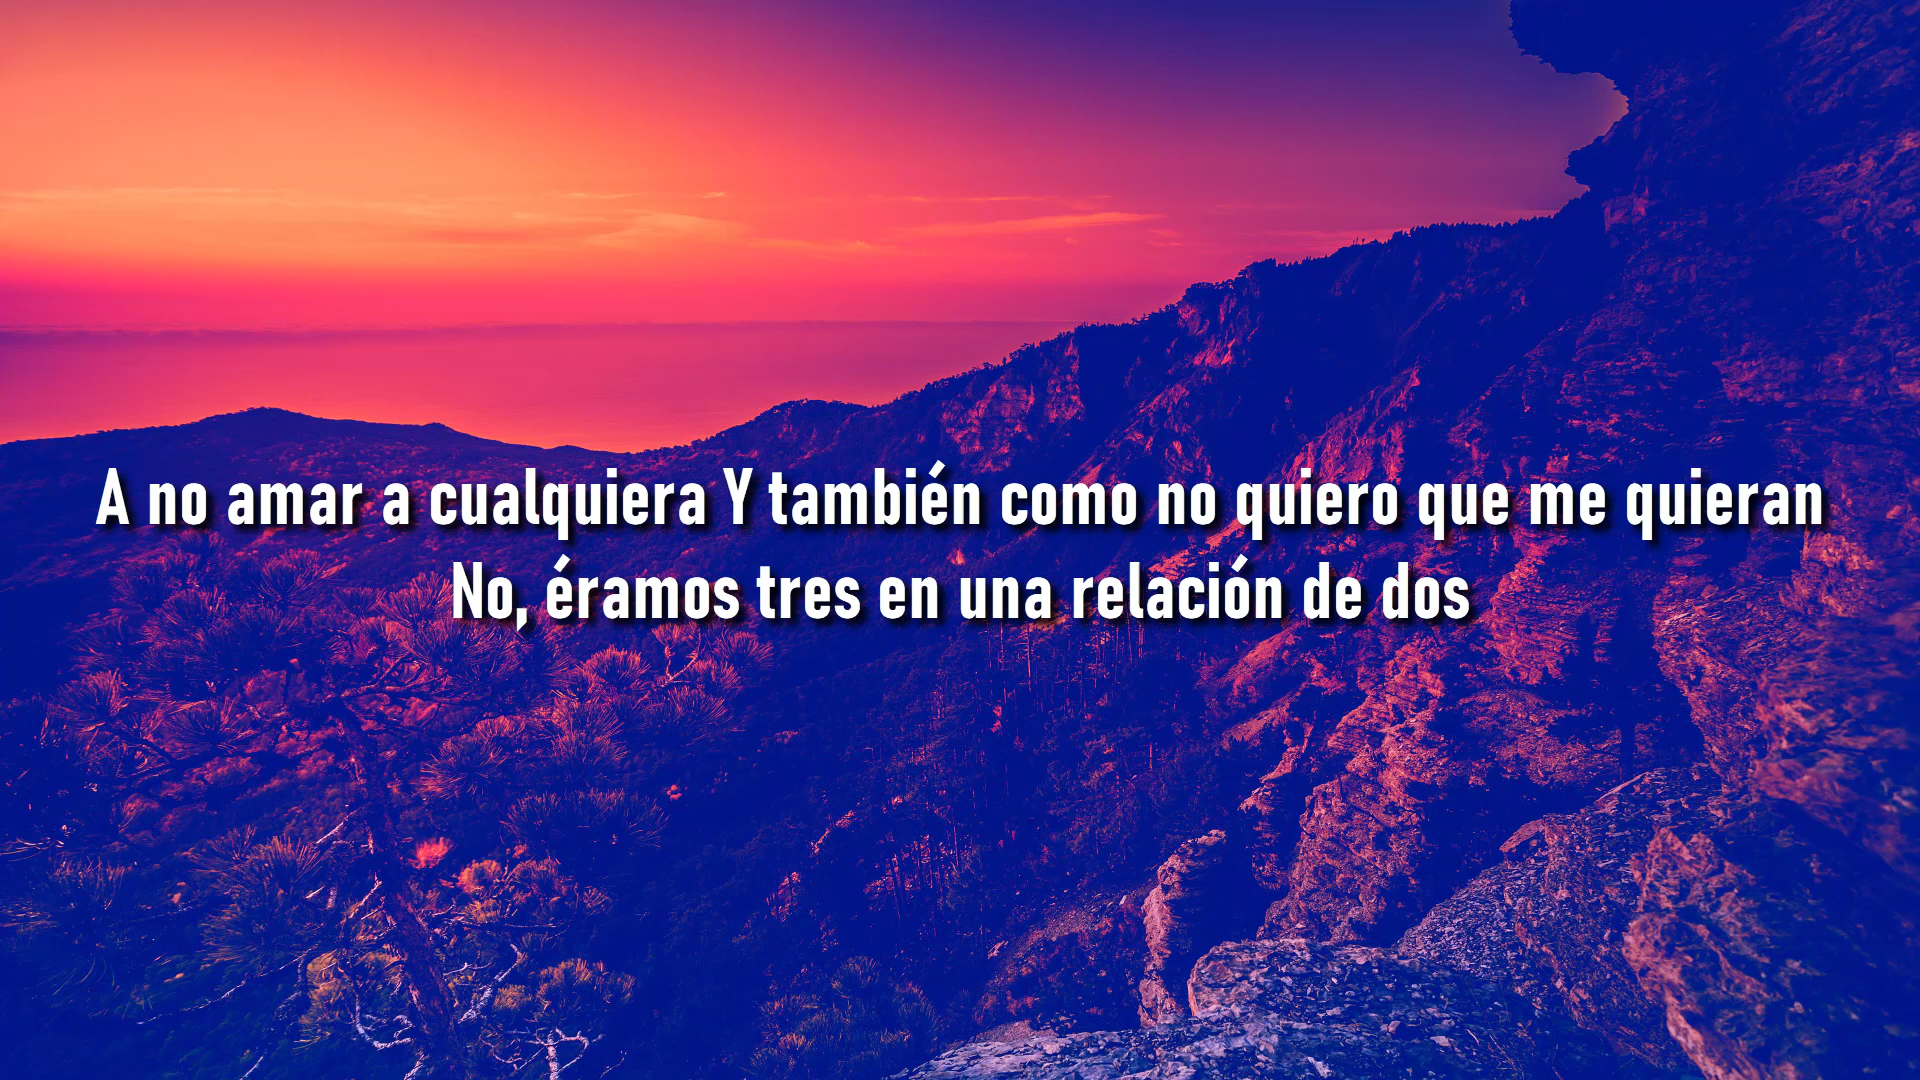 A no amar a cualquiera Y también como no quiero que me quieran
No, éramos tres en una relación de dos